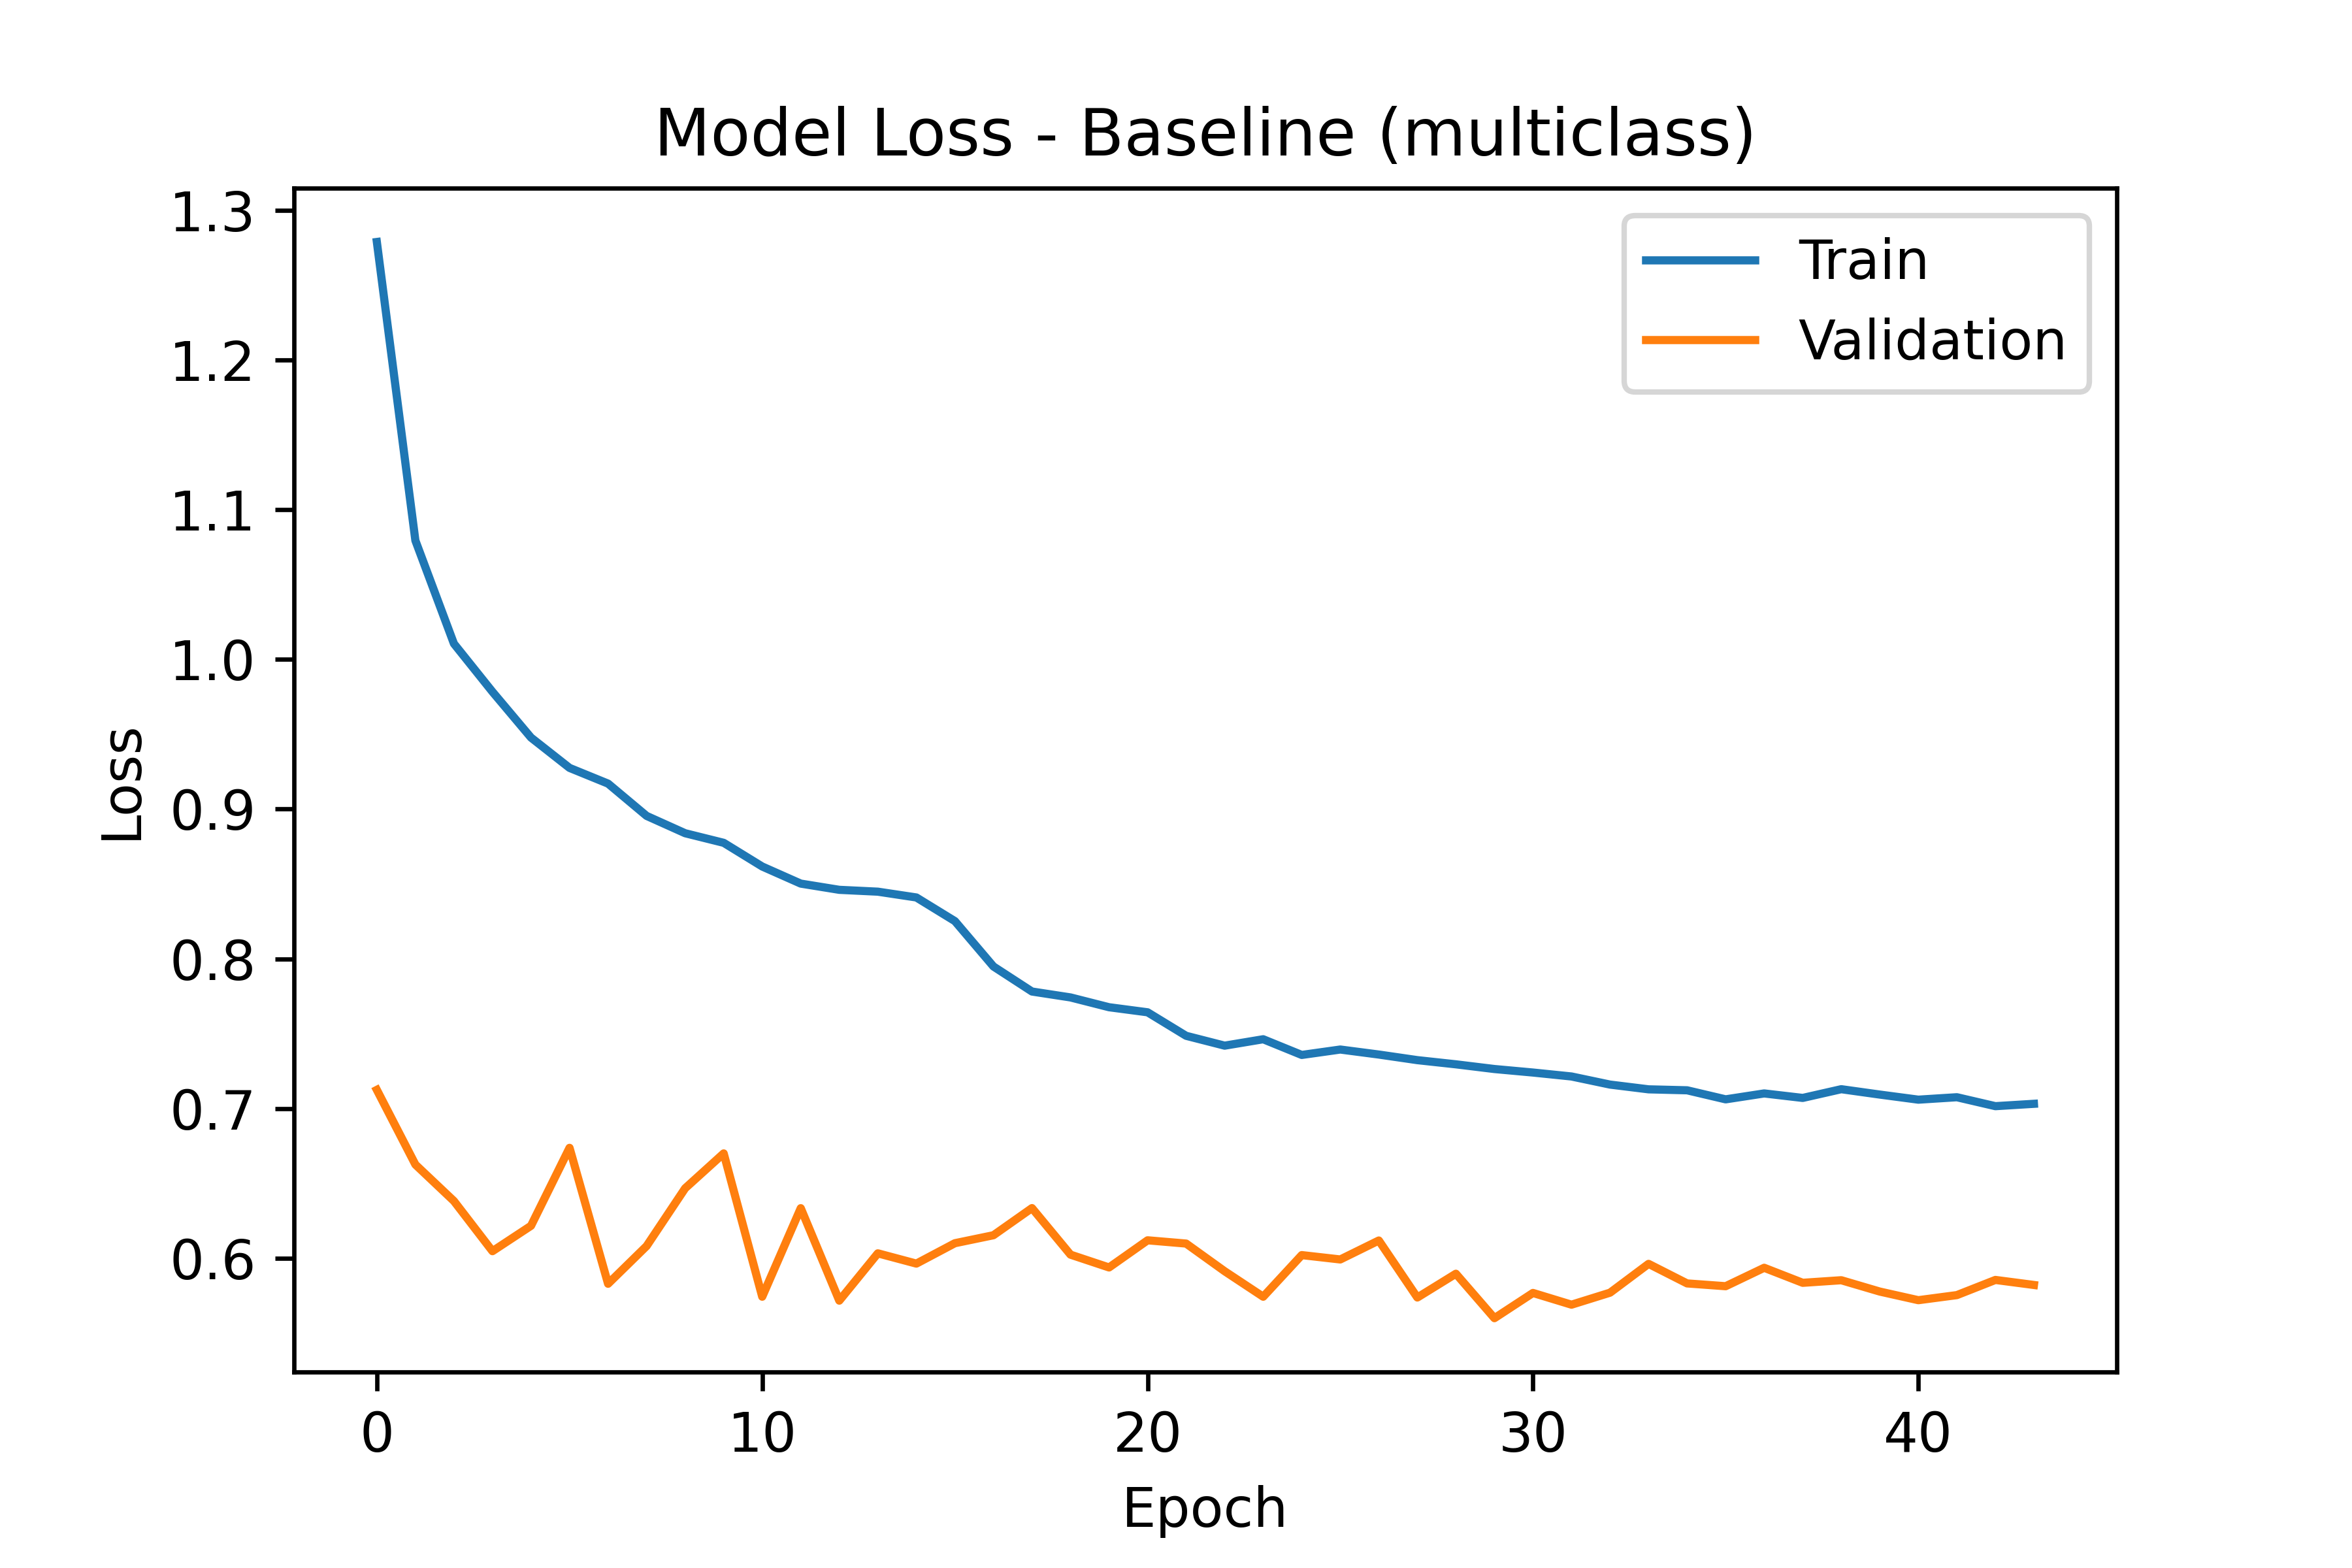 Model Loss - Baseline (multiclass)
1.3
1.2
1.1
1.0
0.9
0.8
0.7
0.6
Loss
Train
Validation
0 10 20 30 40
Epoch